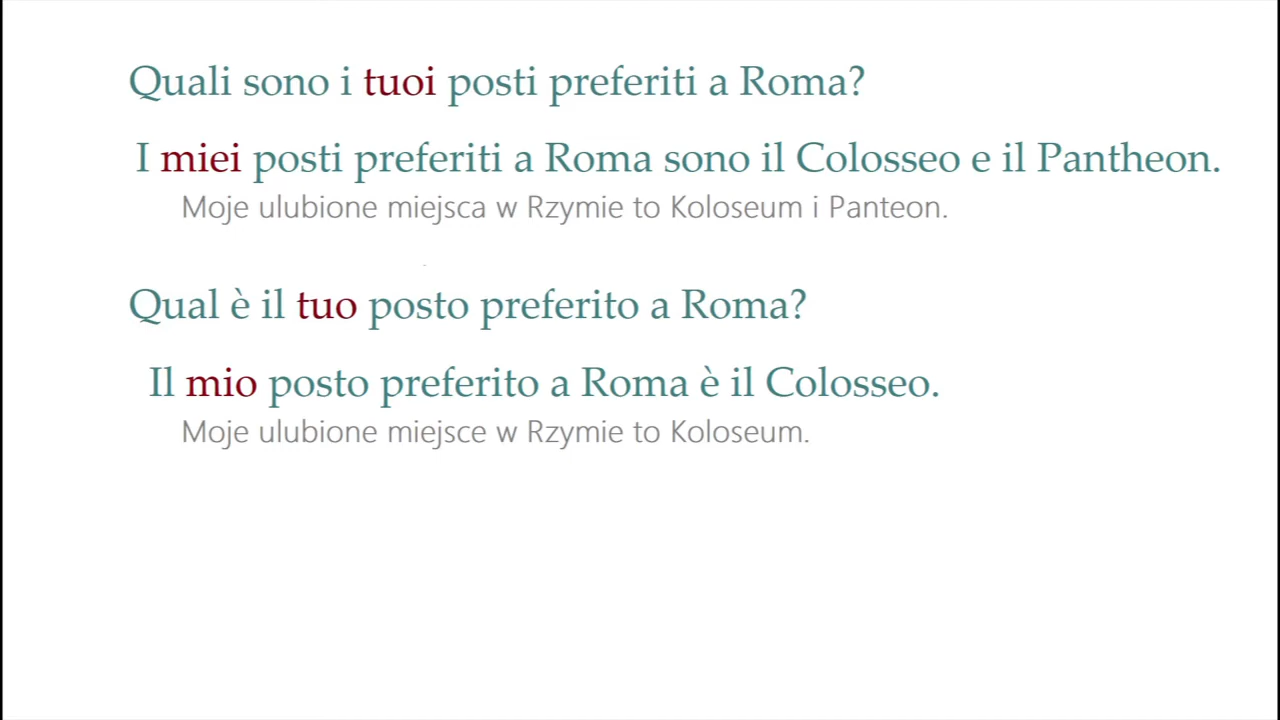 Quali sono i tuoi posti preferiti a Roma?
I miei posti preferiti a Roma sono il Colosseo e il Pantheon.
Moje ulubione miejsca w Rzymie to Koloseum i Panteon.
Qual è il tuo posto preferito a Roma?
Il mio posto preferito a Roma è il Colosseo.
Moje ulubione miejsce w Rzymie to Koloseum.